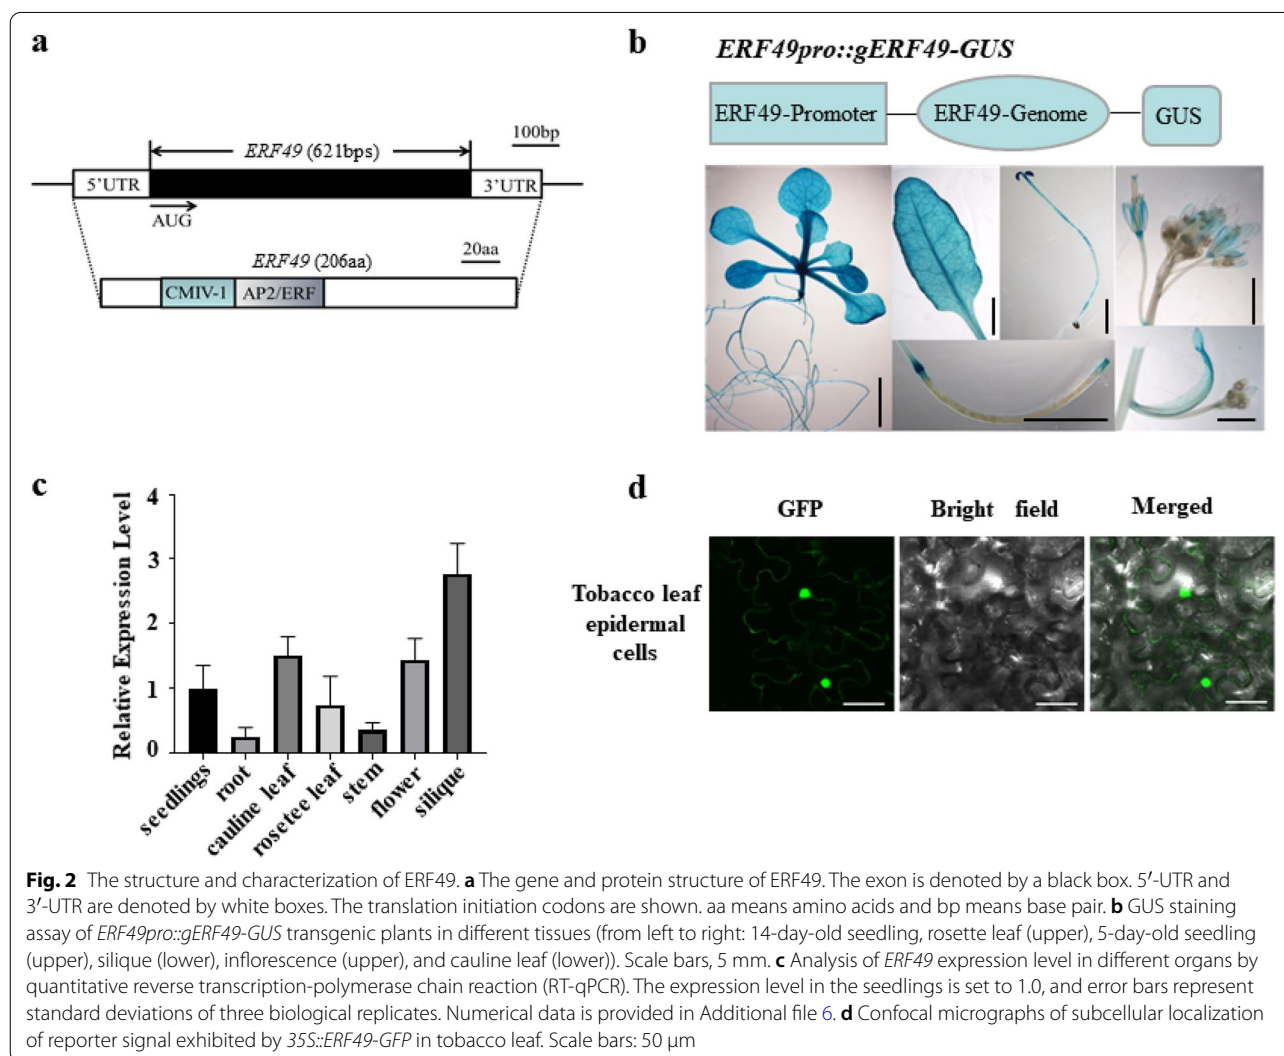 a
ERF49 (621bps)
100bp
5'UTR
3'UTR
AUG
ERF49 (206aa)
20aa
CMIV-1
AP2/ERF
b
ERF49pro::gERF49-GUS
ERF49-Promoter
ERF49-Genome
GUS
c
Relative Expression Level
4
3
2
1
0
seedlings
root
cauline leaf
rosetee leaf
stem
flower
silique
d
GFP
Bright field
Merged
Tobacco leaf
epidermal
cells
Fig. 2 The structure and characterization of ERF49. a The gene and protein structure of ERF49. The exon is denoted by a black box. 5′-UTR and
3′-UTR are denoted by white boxes. The translation initiation codons are shown. aa means amino acids and bp means base pair. b GUS staining
assay of ERF49pro::gERF49-GUS transgenic plants in different tissues (from left to right: 14-day-old seedling, rosette leaf (upper), 5-day-old seedling
(upper), silique (lower), inflorescence (upper), and cauline leaf (lower)). Scale bars, 5 mm. c Analysis of ERF49 expression level in different organs by
quantitative reverse transcription-polymerase chain reaction (RT-qPCR). The expression level in the seedlings is set to 1.0, and error bars represent
standard deviations of three biological replicates. Numerical data is provided in Additional file 6. d Confocal micrographs of subcellular localization
of reporter signal exhibited by 35S::ERF49-GFP in tobacco leaf. Scale bars: 50 μm